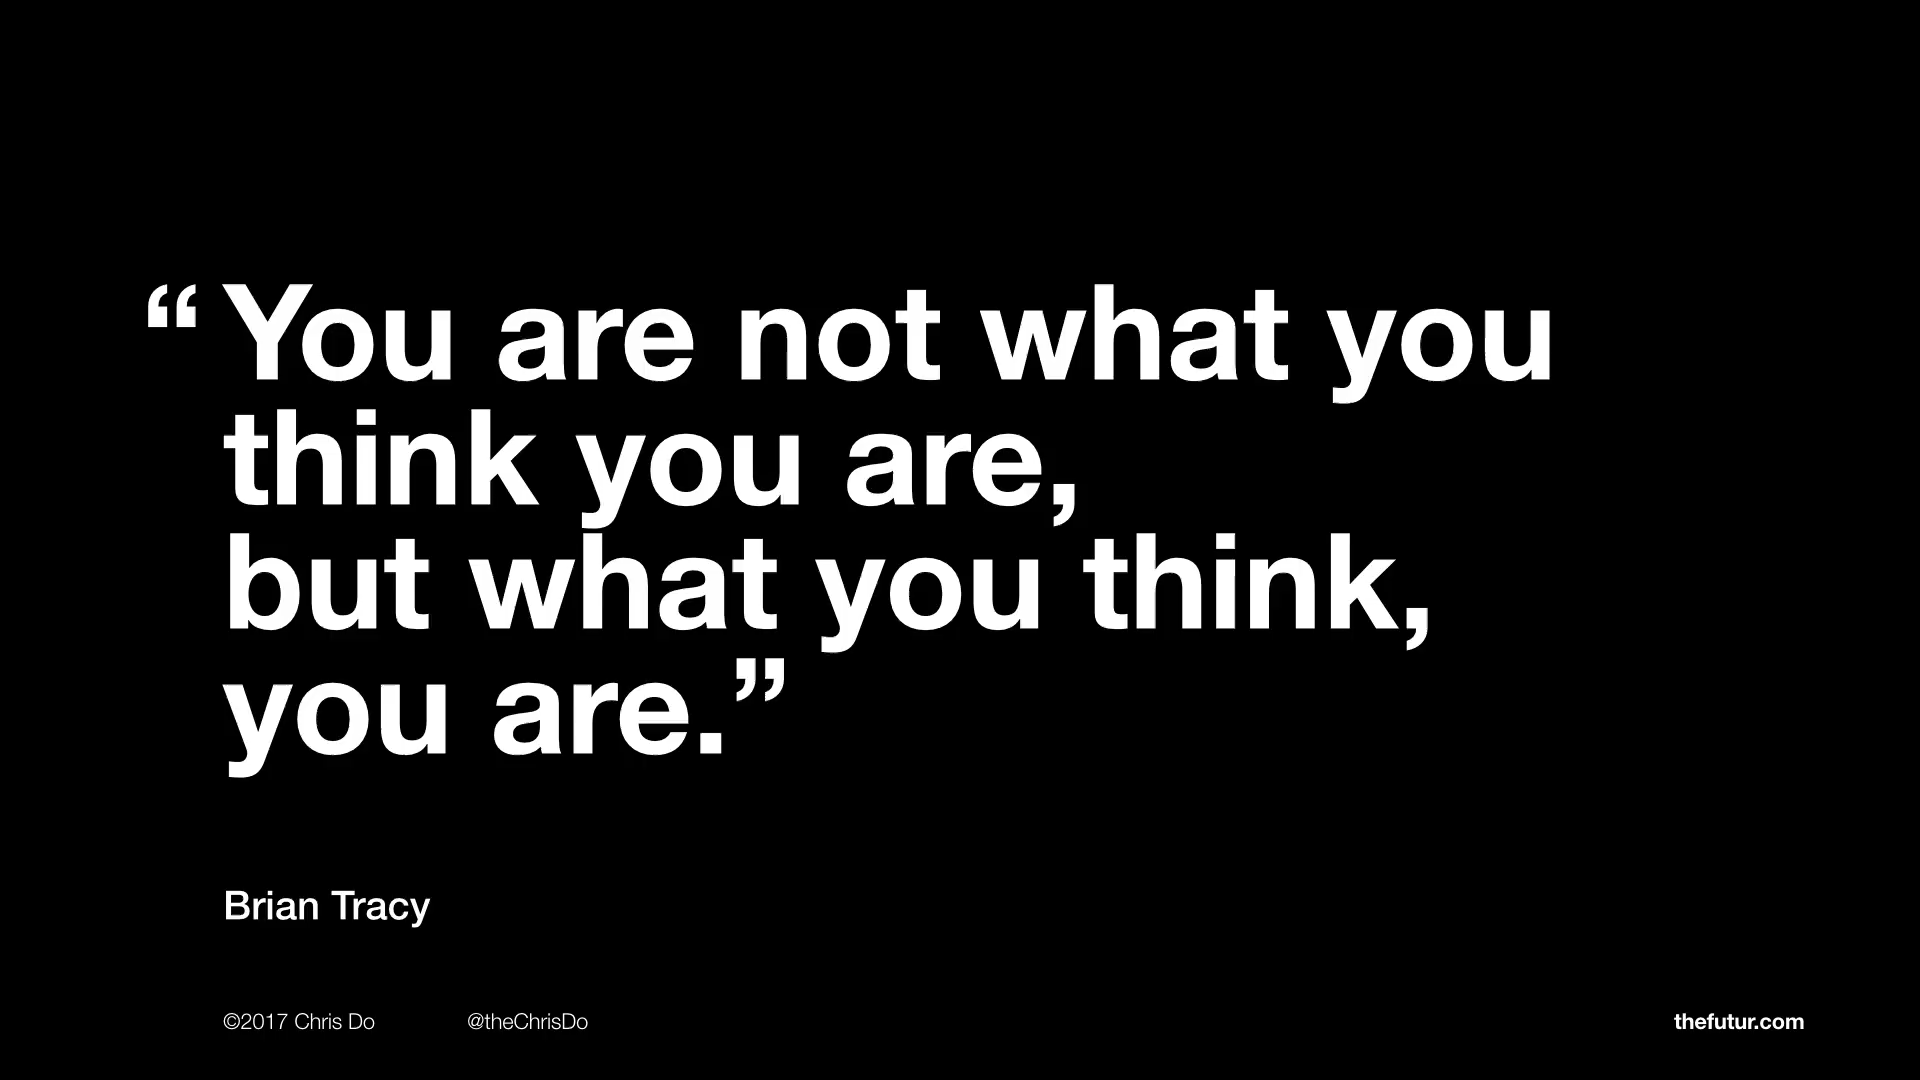 “You are not what you
think you are,
but what you think,
you are.”
Brian Tracy
©2017 Chris Do
@theChrisDo
thefutur.com